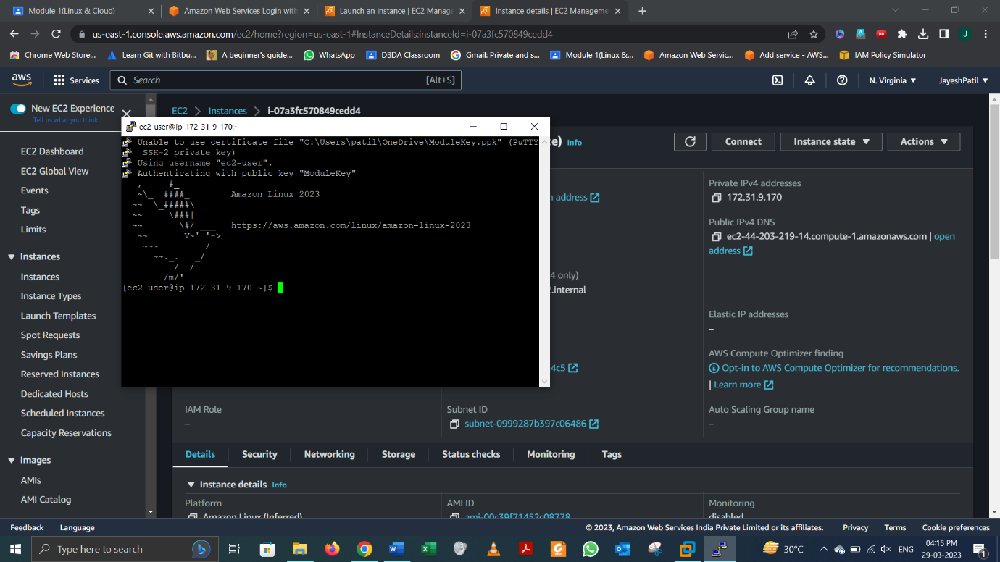 Module 1(Linux & Cloud)
Amazon Web Services Login with
Launch an instance | EC2 Manage
Instance details | EC2 Manageme
us-east-1.console.aws.amazon.com/ec2/home?region=us-east-1#InstanceDetails:instanceId=i-07a3fc570849cedd4
J
Chrome Web Store...
Learn Git with Bitbu...
A beginner's guide...
WhatsApp
DBDA Classroom
Gmail: Private and s...
Module 1(Linux &...
Amazon Web Servic...
Add service - AWS...
IAM Policy Simulator
aws
Services
Search
[Alt+S]
N. Virginia
JayeshPatil
New EC2 Experience
Tell us what you think
EC2 Dashboard
EC2 Global View
Events
Tags
Limits
Instances
Instances
Instance Types
Launch Templates
Spot Requests
Savings Plans
Reserved Instances
Dedicated Hosts
Scheduled Instances
Capacity Reservations
Images
AMIs
AMI Catalog
EC2
Instances
i-07a3fc570849cedd4
ec2-user@ip-172-31-9-170:~
Unable to use certificate file "C:\Users\patil\OneDrive\ModuleKey.ppk" (PuTTY
SSH-2 private key)
Using username "ec2-user".
Authenticating with public key "ModuleKey"
   ,     #_
   ~\_  ####_        Amazon Linux 2023
  ~~  \_#####\
  ~~     \###|
  ~~       \#/ ___   https://aws.amazon.com/linux/amazon-linux-2023
   ~~       V~' '->
    ~~~         /
      ~~._.   _/
         _/ _/
       _/m/'
[ec2-user@ip-172-31-9-170 ~]$
e)
Info
Connect
Instance state
Actions
n address
4 only)
2.internal
4c5
Private IPv4 addresses
172.31.9.170
Public IPv4 DNS
ec2-44-203-219-14.compute-1.amazonaws.com | open
address
Elastic IP addresses
–
AWS Compute Optimizer finding
Opt-in to AWS Compute Optimizer for recommendations.
| Learn more
IAM Role
–
Subnet ID
subnet-0999287b397c06486
Auto Scaling Group name
–
Details
Security
Networking
Storage
Status checks
Monitoring
Tags
Instance details
Info
Platform
Amazon Linux (Inferred)
AMI ID
ami-00c39f71452c08778
Monitoring
disabled
Feedback
Language
© 2023, Amazon Web Services India Private Limited or its affiliates.
Privacy
Terms
Cookie preferences
Type here to search
30°C
ENG
04:15 PM
29-03-2023
1